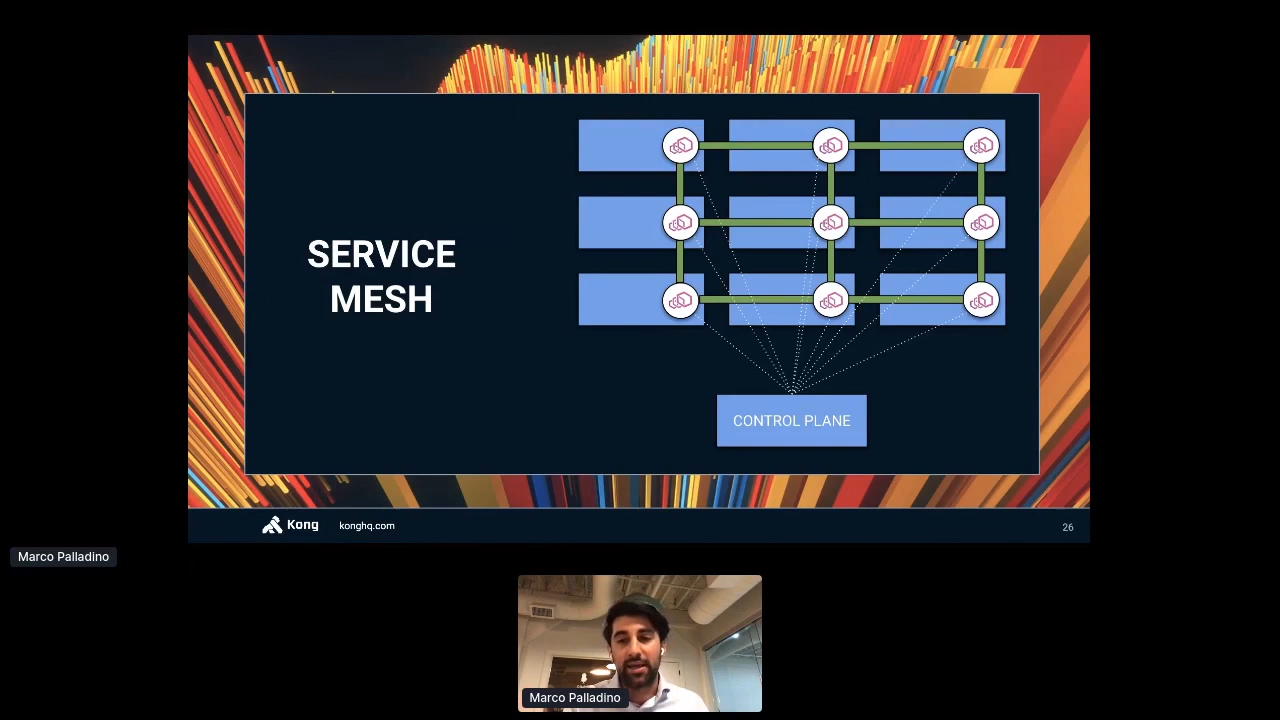 SERVICE
MESH
CONTROL PLANE
Kong
konghq.com
26
Marco Palladino
Marco Palladino